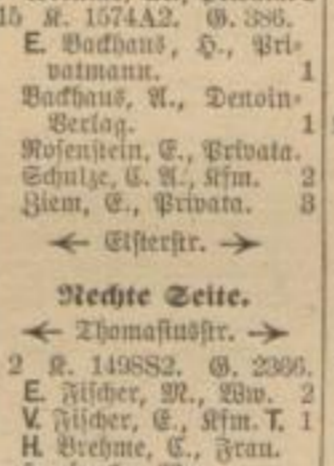 15 K. 1574A2. G. 386.
E. Backhaus, H., Pri-
vatmann. 1
Backhaus, A., Denoin-
Verlag. 1
Rosenstein, E., Privata.
Schulze, C. A., Kfm. 2
Ziem, E., Privata. 3
← Elsterstr. →
Rechte Seite.
← Thomasiusstr. →
2 K. 1498S2. G. 2366.
E. Fischer, M., Ww. 2
V. Fischer, E., Kfm. T. 1
H. Brehme, C., Frau.